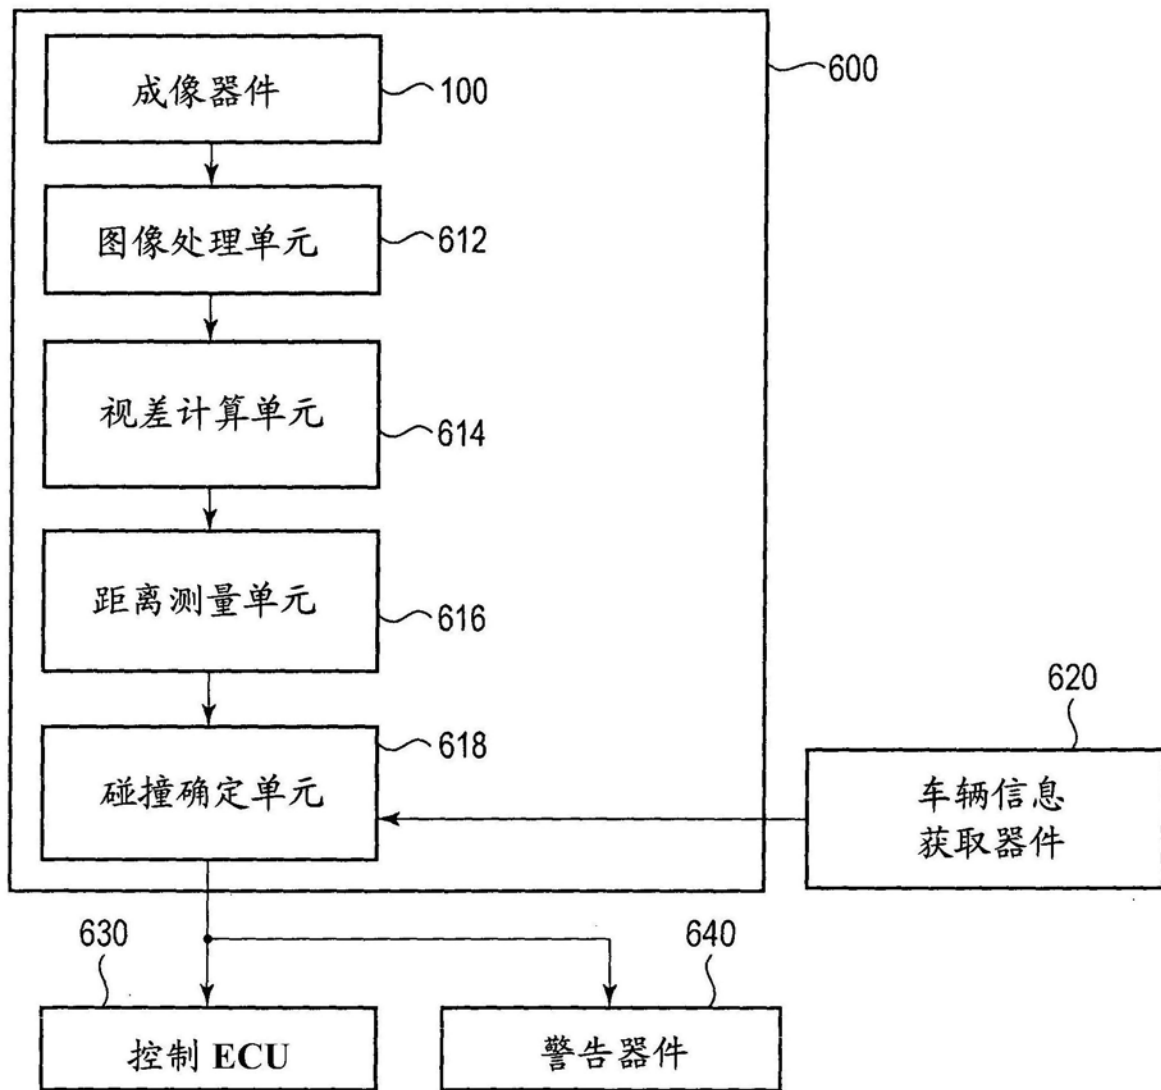 成像器件
100
600
图像处理单元
612
视差计算单元
614
距离测量单元
616
620
碰撞确定单元
618
车辆信息
获取器件
630
640
控制 ECU
警告器件